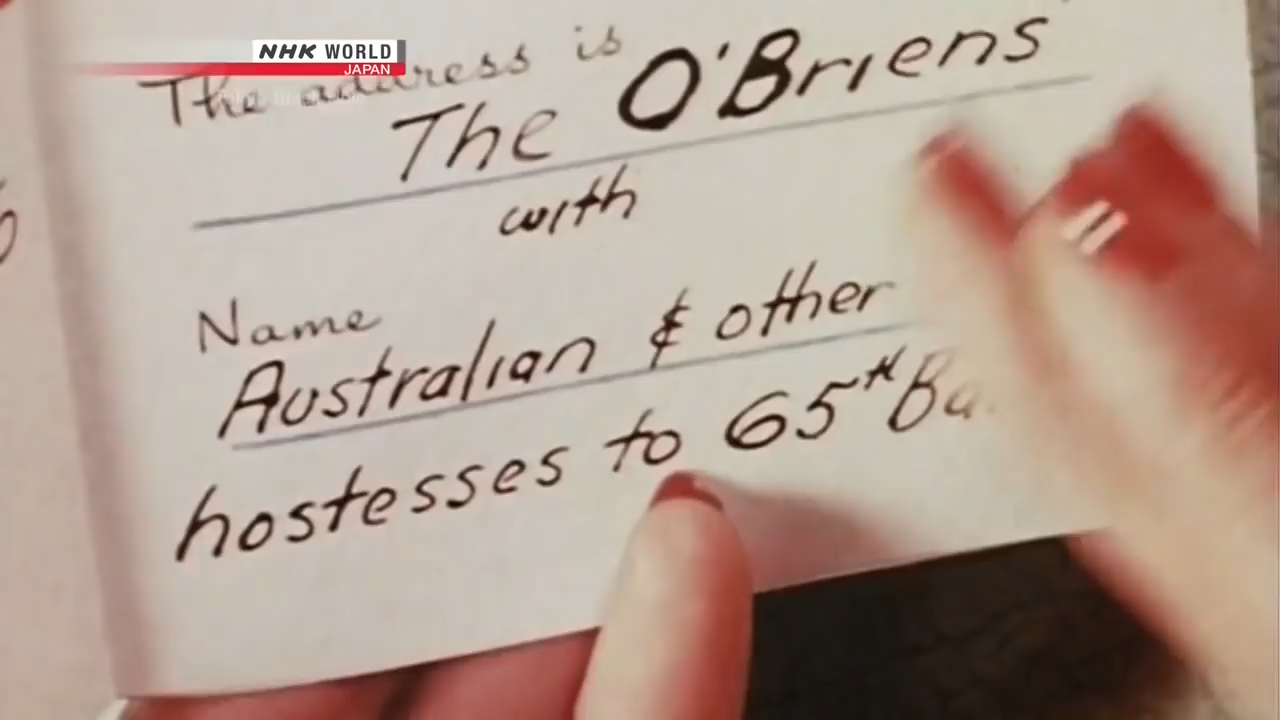 NHK WORLD
JAPAN
The address is
The O'Briens
with
Name
Australian & other
hostesses to 65th